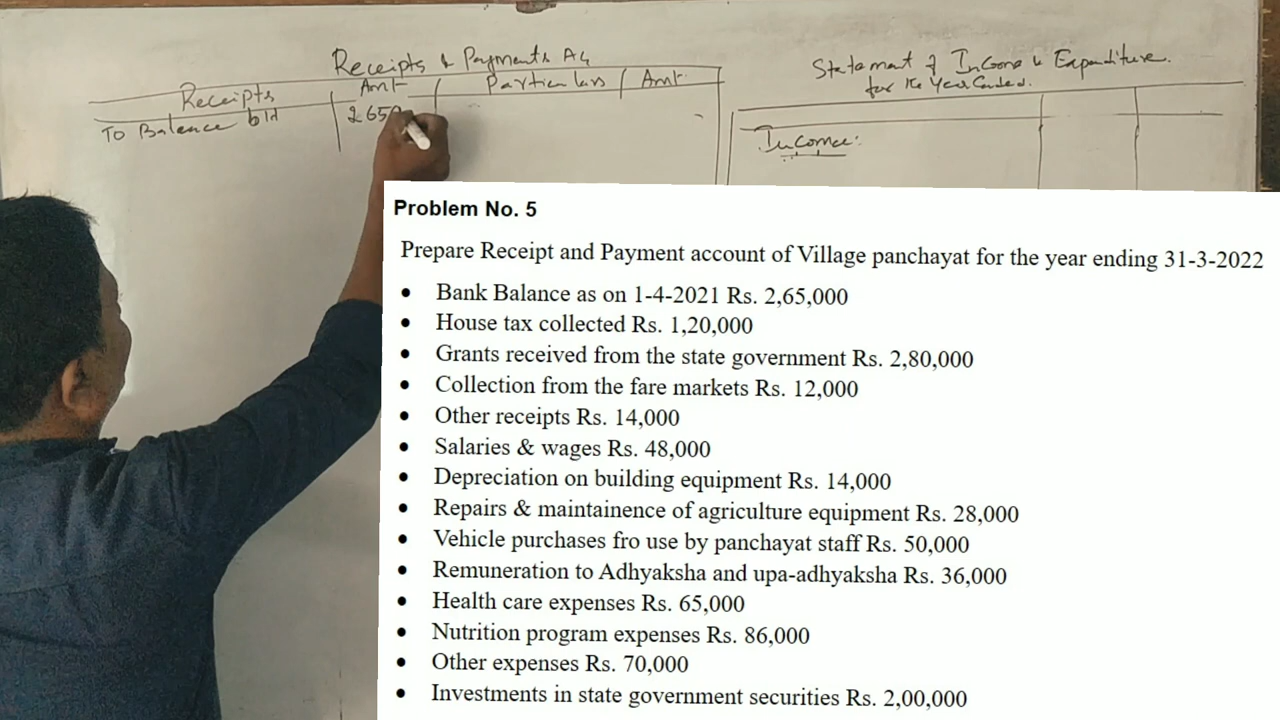 Receipts & Payments A/c
Receipts Amt Particulars Amt
To Balance b/d 265
Statement of Income & Expenditure.
for the Year ended.
Income:
Problem No. 5
Prepare Receipt and Payment account of Village panchayat for the year ending 31-3-2022
• Bank Balance as on 1-4-2021 Rs. 2,65,000
• House tax collected Rs. 1,20,000
• Grants received from the state government Rs. 2,80,000
• Collection from the fare markets Rs. 12,000
• Other receipts Rs. 14,000
• Salaries & wages Rs. 48,000
• Depreciation on building equipment Rs. 14,000
• Repairs & maintainence of agriculture equipment Rs. 28,000
• Vehicle purchases fro use by panchayat staff Rs. 50,000
• Remuneration to Adhyaksha and upa-adhyaksha Rs. 36,000
• Health care expenses Rs. 65,000
• Nutrition program expenses Rs. 86,000
• Other expenses Rs. 70,000
• Investments in state government securities Rs. 2,00,000